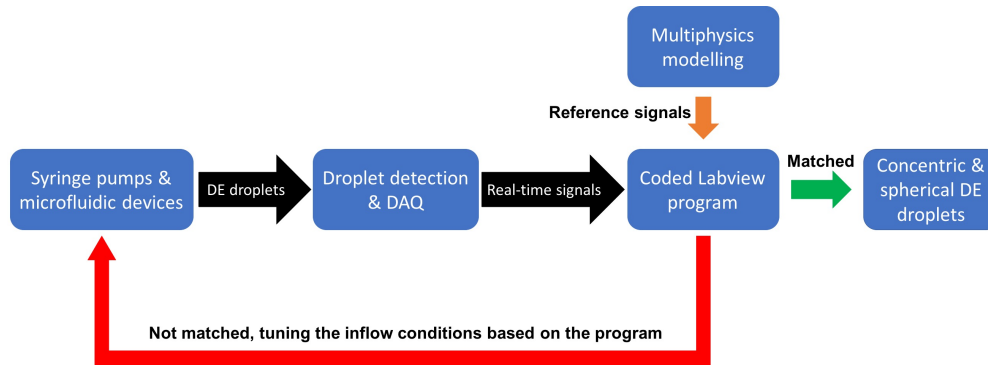 Multiphysics
modelling
Reference signals
Syringe pumps &
microfluidic devices
DE droplets
Droplet detection
& DAQ
Real-time signals
Coded Labview
program
Matched
Concentric &
spherical DE
droplets
Not matched, tuning the inflow conditions based on the program